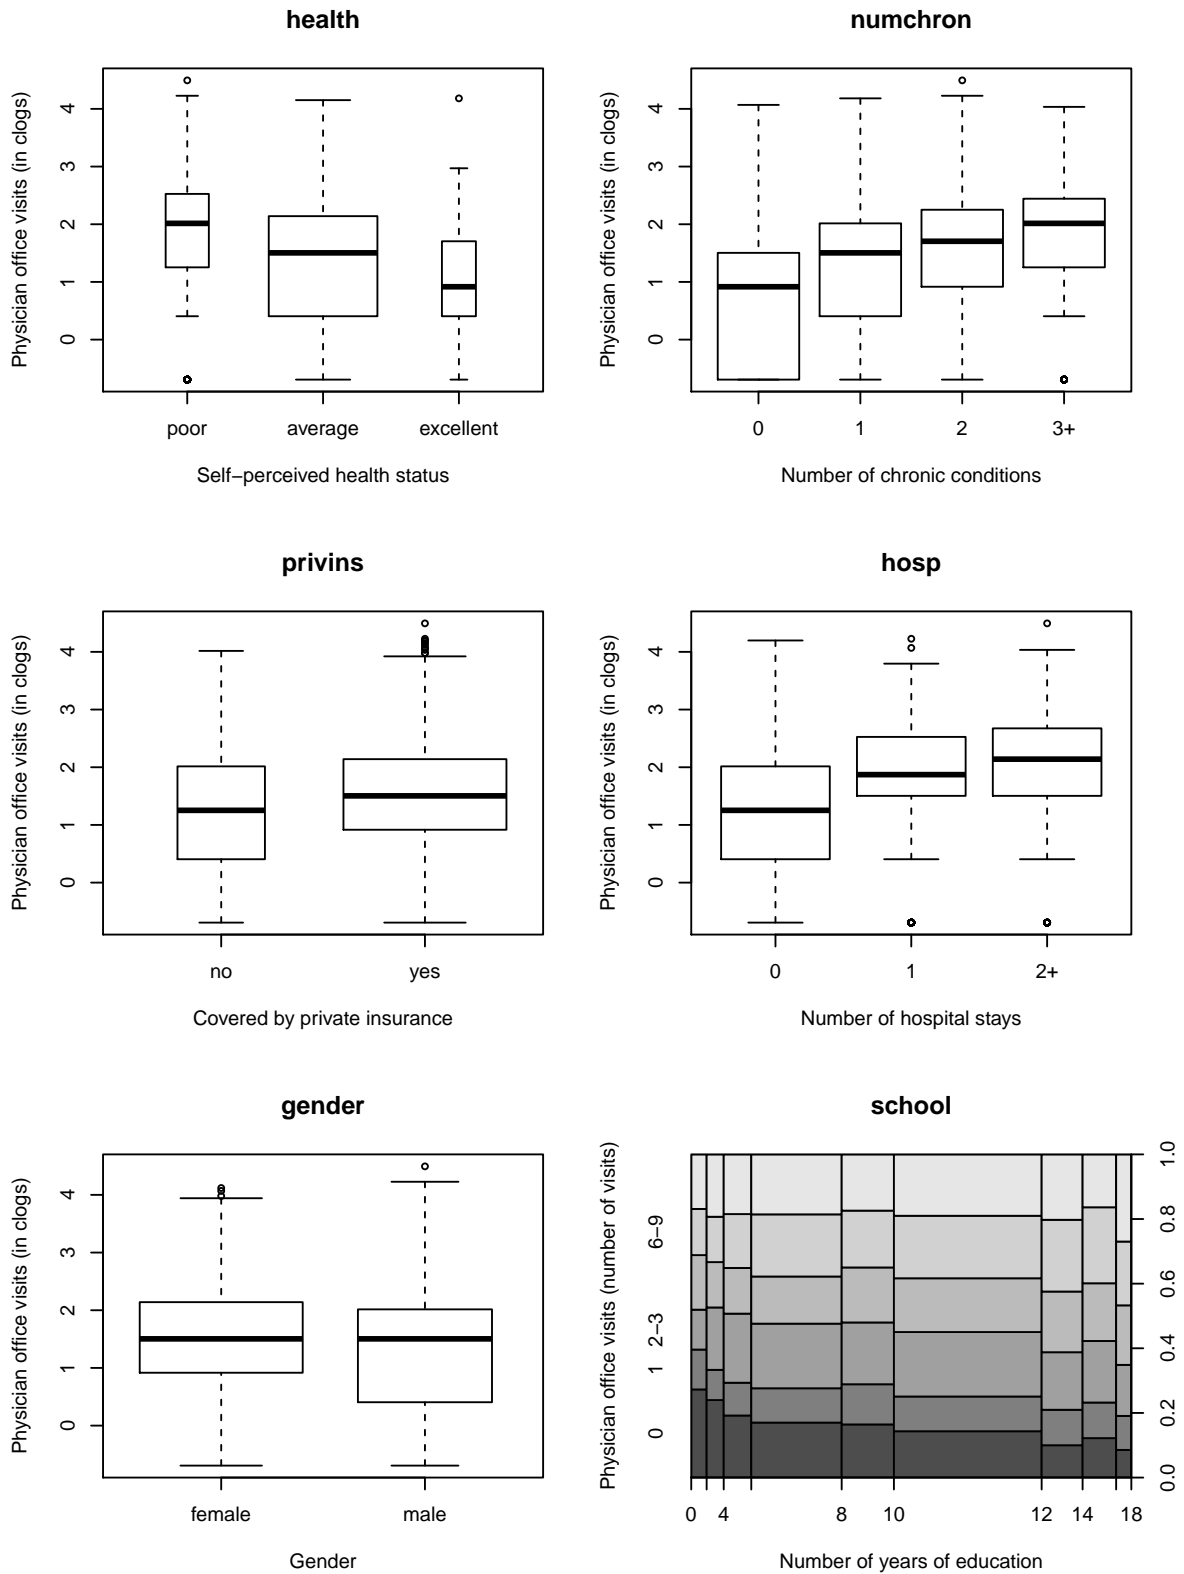 health
Physician office visits (in clogs)
0 1 2 3 4
poor average excellent
Self−perceived health status
numchron
Physician office visits (in clogs)
0 1 2 3 4
0 1 2 3+
Number of chronic conditions
privins
Physician office visits (in clogs)
0 1 2 3 4
no yes
Covered by private insurance
hosp
Physician office visits (in clogs)
0 1 2 3 4
0 1 2+
Number of hospital stays
gender
Physician office visits (in clogs)
0 1 2 3 4
female male
Gender
school
Physician office visits (number of visits)
0 1 2−3 6−9
0.0 0.2 0.4 0.6 0.8 1.0
0 4 8 10 12 14 18
Number of years of education